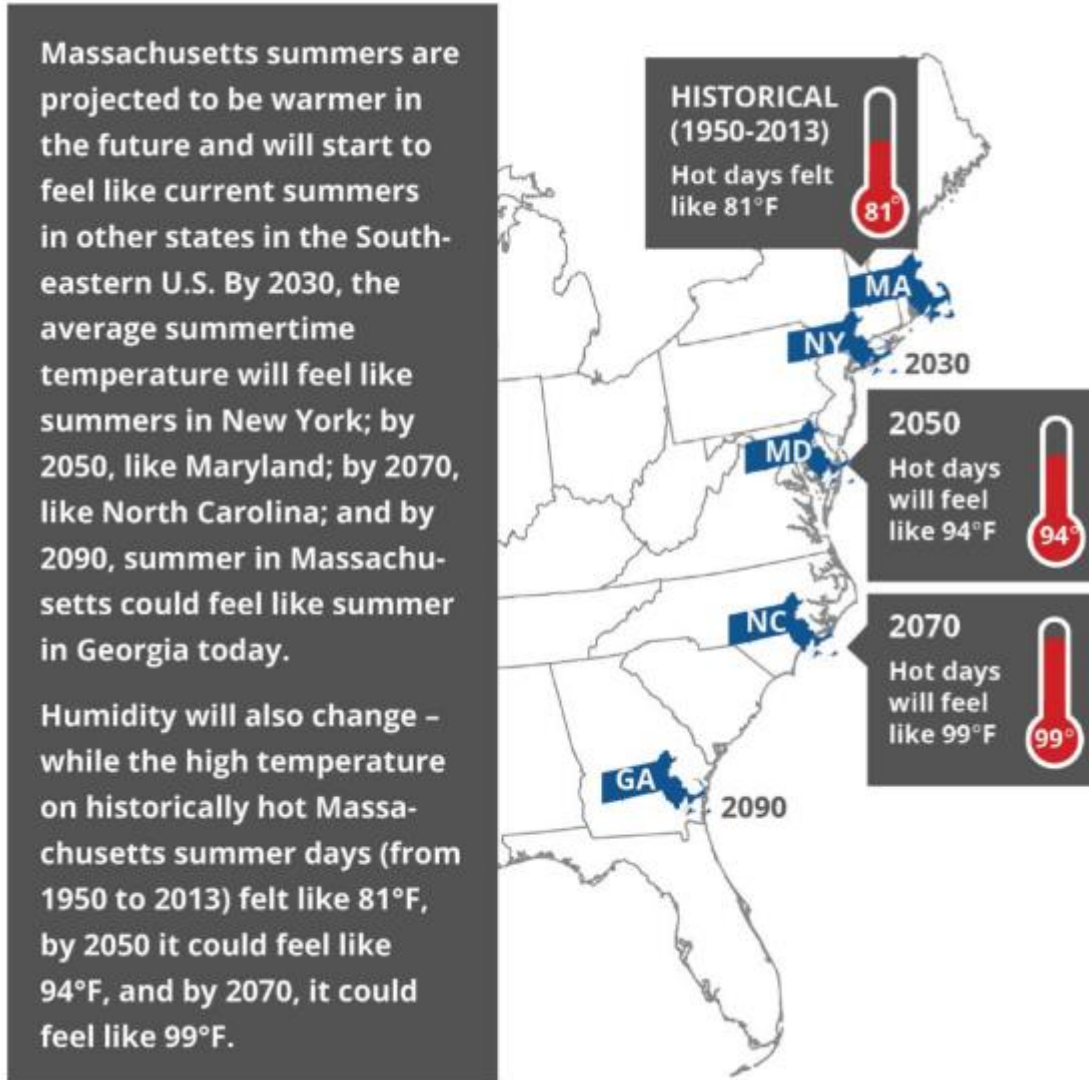 Massachusetts summers are
projected to be warmer in
the future and will start to
feel like current summers
in other states in the South-
eastern U.S. By 2030, the
average summertime
temperature will feel like
summers in New York; by
2050, like Maryland; by 2070,
like North Carolina; and by
2090, summer in Massachu-
setts could feel like summer
in Georgia today.
Humidity will also change –
while the high temperature
on historically hot Massa-
chusetts summer days (from
1950 to 2013) felt like 81°F,
by 2050 it could feel like
94°F, and by 2070, it could
feel like 99°F.
HISTORICAL
(1950-2013)
Hot days felt
like 81°F
81°
MA
NY
2030
MD
2050
Hot days
will feel
like 94°F
94°
NC
2070
Hot days
will feel
like 99°F
99°
GA
2090